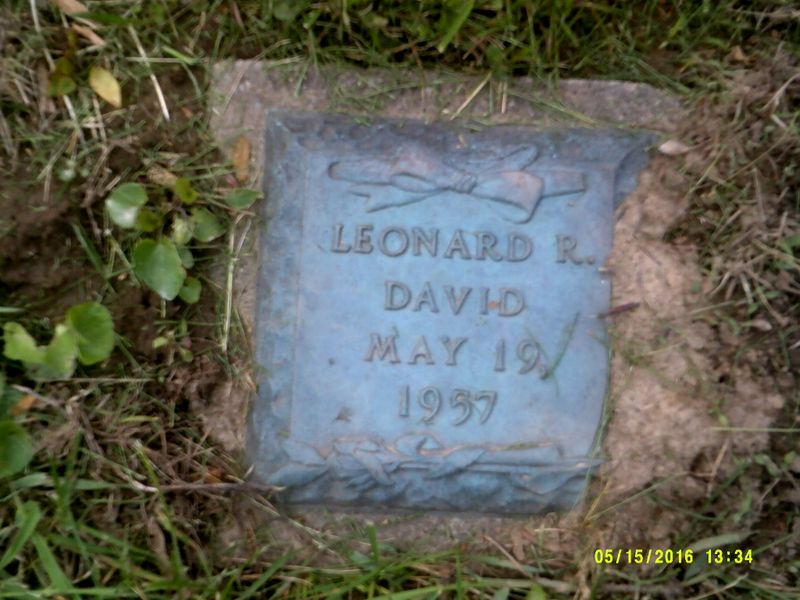 LEONARD R.
DAVID
MAY 19,
1957
05/15/2016 13:34